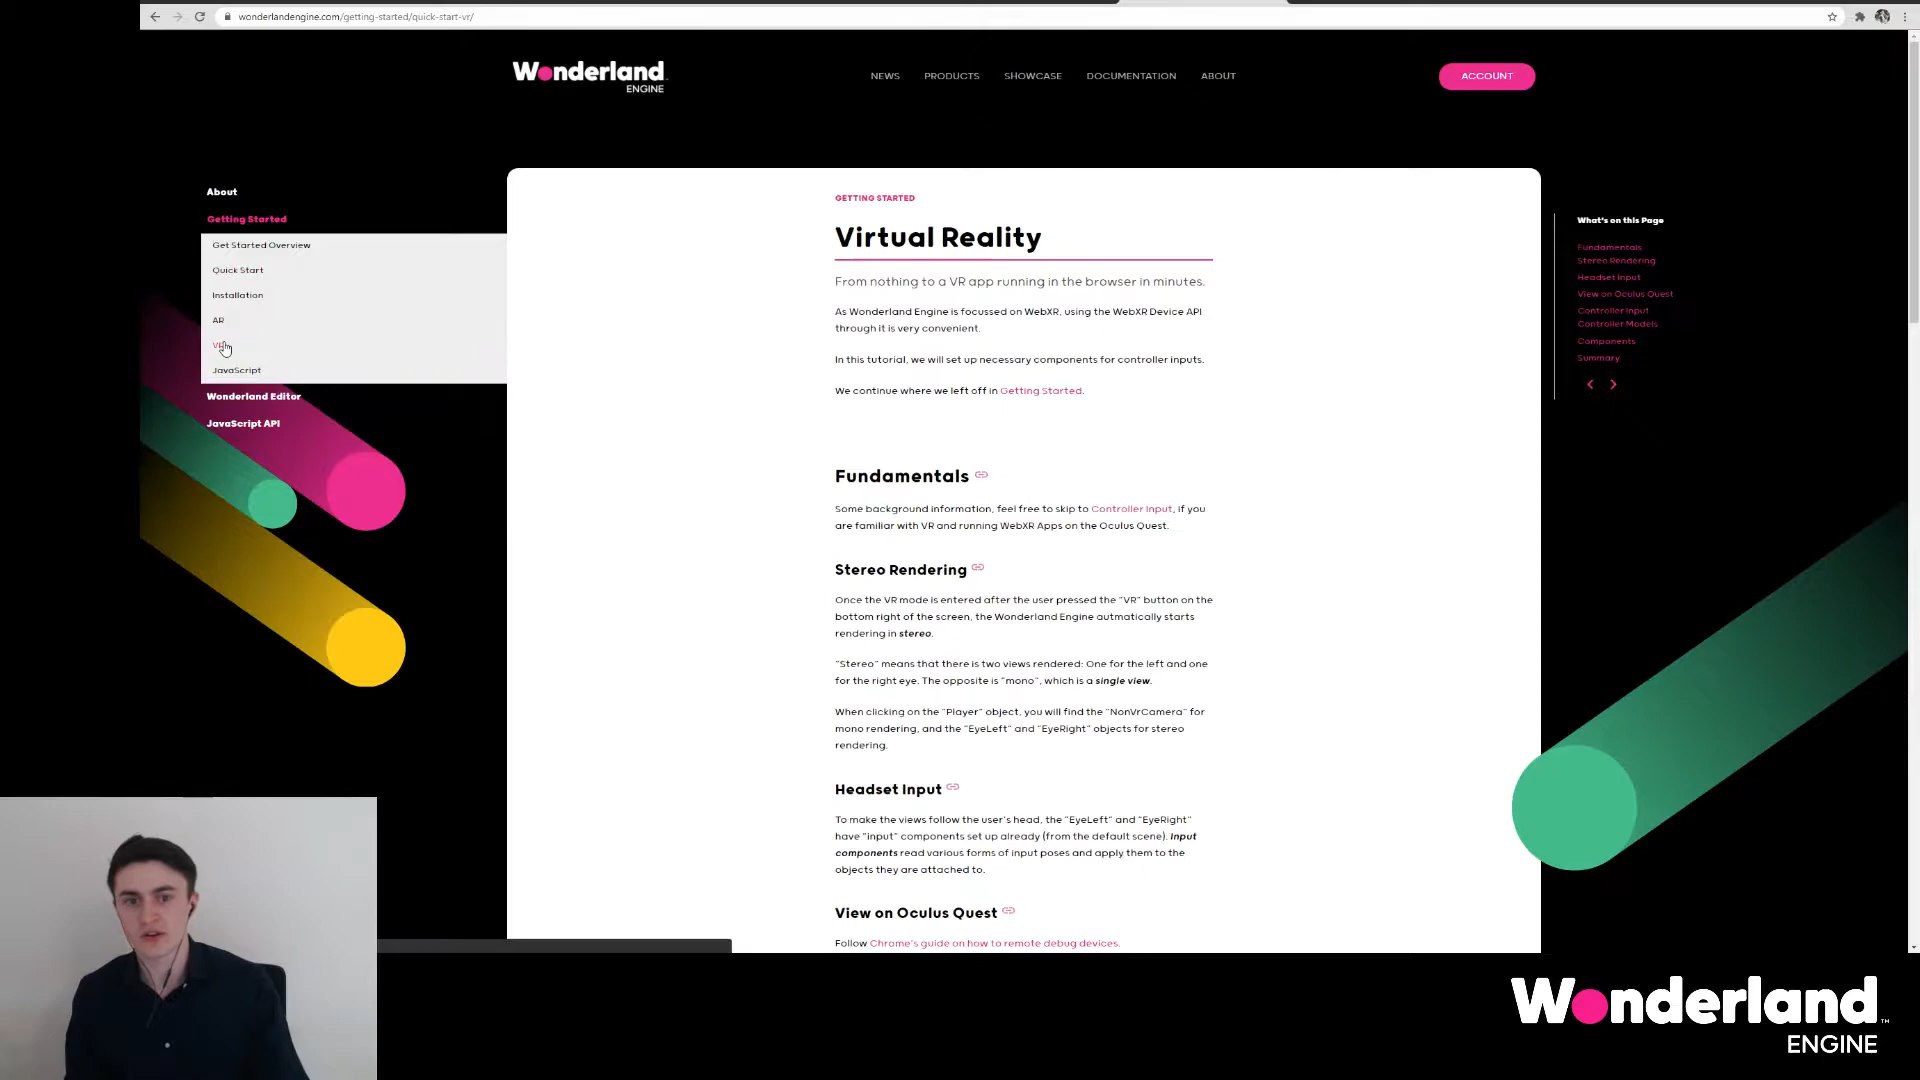 wonderlandengine.com/getting-started/quick-start-vr/
Wonderland
ENGINE
NEWS
PRODUCTS
SHOWCASE
DOCUMENTATION
ABOUT
ACCOUNT
About
Getting Started
Get Started Overview
Quick Start
Installation
AR
VR
JavaScript
Wonderland Editor
JavaScript API
GETTING STARTED
Virtual Reality
From nothing to a VR app running in the browser in minutes.
As Wonderland Engine is focussed on WebXR, using the WebXR Device API
through it is very convenient.
In this tutorial, we will set up necessary components for controller inputs.
We continue where we left off in Getting Started.
Fundamentals
Some background information, feel free to skip to Controller Input, if you
are familiar with VR and running WebXR Apps on the Oculus Quest.
Stereo Rendering
Once the VR mode is entered after the user pressed the "VR" button on the
bottom right of the screen, the Wonderland Engine autmatically starts
rendering in stereo.
"Stereo" means that there is two views rendered: One for the left and one
for the right eye. The opposite is "mono", which is a single view.
When clicking on the "Player" object, you will find the "NonVrCamera" for
mono rendering, and the "EyeLeft" and "EyeRight" objects for stereo
rendering.
Headset Input
To make the views follow the user's head, the "EyeLeft" and "EyeRight"
have "input" components set up already (from the default scene). Input
components read various forms of input poses and apply them to the
objects they are attached to.
View on Oculus Quest
Follow Chrome's guide on how to remote debug devices.
What's on this Page
Fundamentals
Stereo Rendering
Headset Input
View on Oculus Quest
Controller Input
Controller Models
Components
Summary
Wonderland™
ENGINE